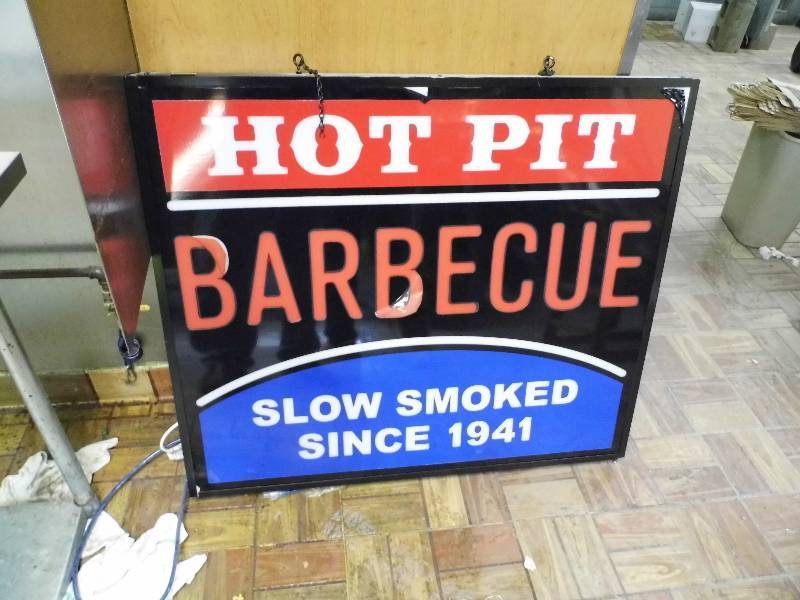 HOT PIT
BARBECUE
SLOW SMOKED
SINCE 1941